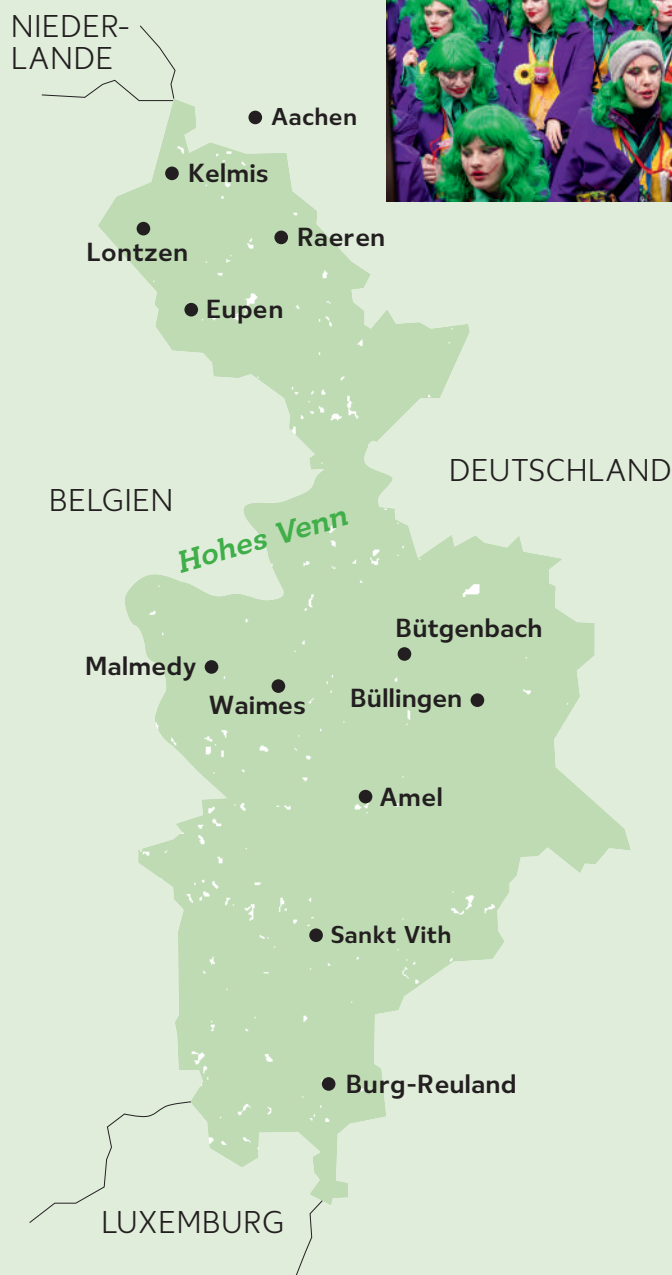 NIEDER-
LANDE
Aachen
Kelmis
Lontzen
Raeren
Eupen
DEUTSCHLAND
BELGIEN
Hohes Venn
Bütgenbach
Malmedy
Waimes
Büllingen
Amel
Sankt Vith
Burg-Reuland
LUXEMBURG